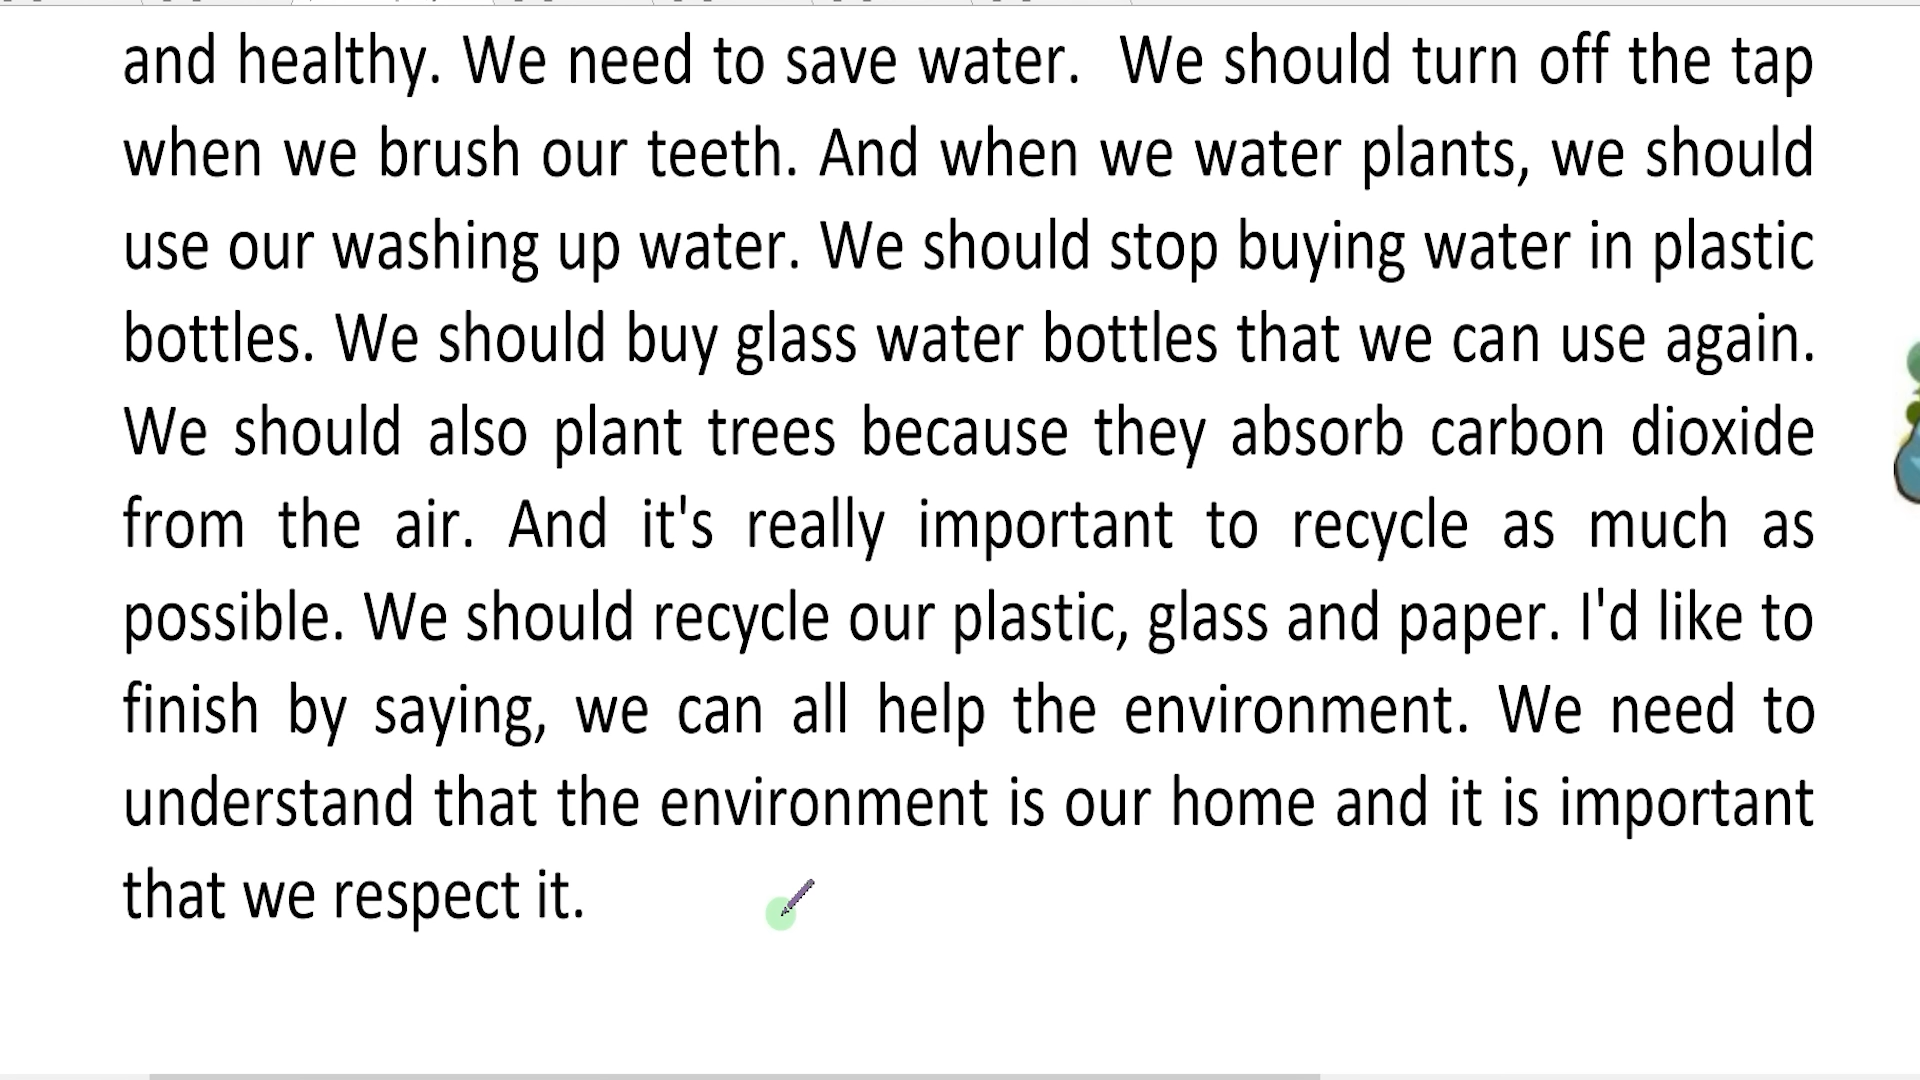 and healthy. We need to save water.  We should turn off the tap
when we brush our teeth. And when we water plants, we should
use our washing up water. We should stop buying water in plastic
bottles. We should buy glass water bottles that we can use again.
We should also plant trees because they absorb carbon dioxide
from the air. And it's really important to recycle as much as
possible. We should recycle our plastic, glass and paper. I'd like to
finish by saying, we can all help the environment. We need to
understand that the environment is our home and it is important
that we respect it.